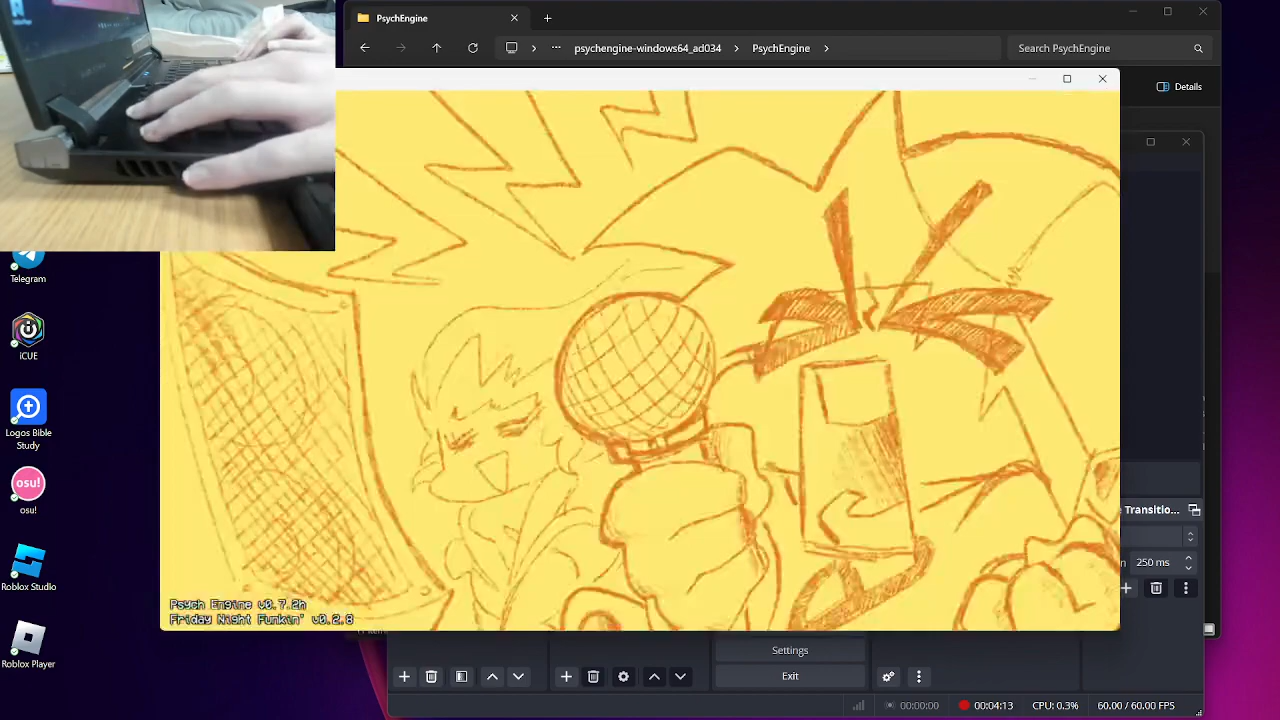 PsychEngine
psychengine-windows64_ad034
PsychEngine
Search PsychEngine
Details
Telegram
iCUE
Logos Bible
Study
osu!
osu!
Roblox Studio
Roblox Player
Psych Engine v0.7.2h
Friday Night Funkin' v0.2.8
e Transitio...
n 250 ms
Settings
Exit
00:00:00
00:04:13
CPU: 0.3%
60.00 / 60.00 FPS